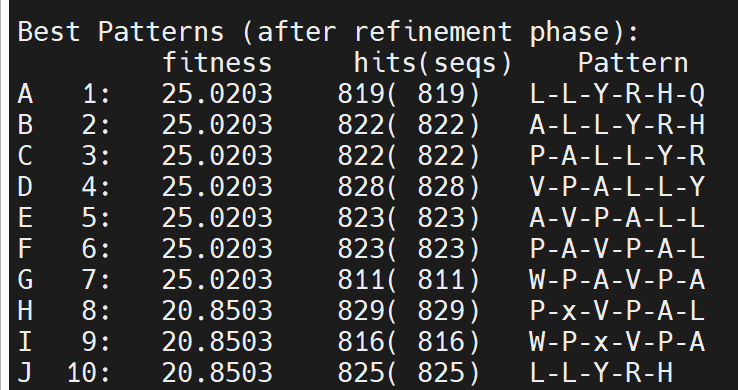 Best Patterns (after refinement phase):
fitness hits(seqs) Pattern
A 1: 25.0203 819( 819) L-L-Y-R-H-Q
B 2: 25.0203 822( 822) A-L-L-Y-R-H
C 3: 25.0203 822( 822) P-A-L-L-Y-R
D 4: 25.0203 828( 828) V-P-A-L-L-Y
E 5: 25.0203 823( 823) A-V-P-A-L-L
F 6: 25.0203 823( 823) P-A-V-P-A-L
G 7: 25.0203 811( 811) W-P-A-V-P-A
H 8: 20.8503 829( 829) P-x-V-P-A-L
I 9: 20.8503 816( 816) W-P-x-V-P-A
J 10: 20.8503 825( 825) L-L-Y-R-H